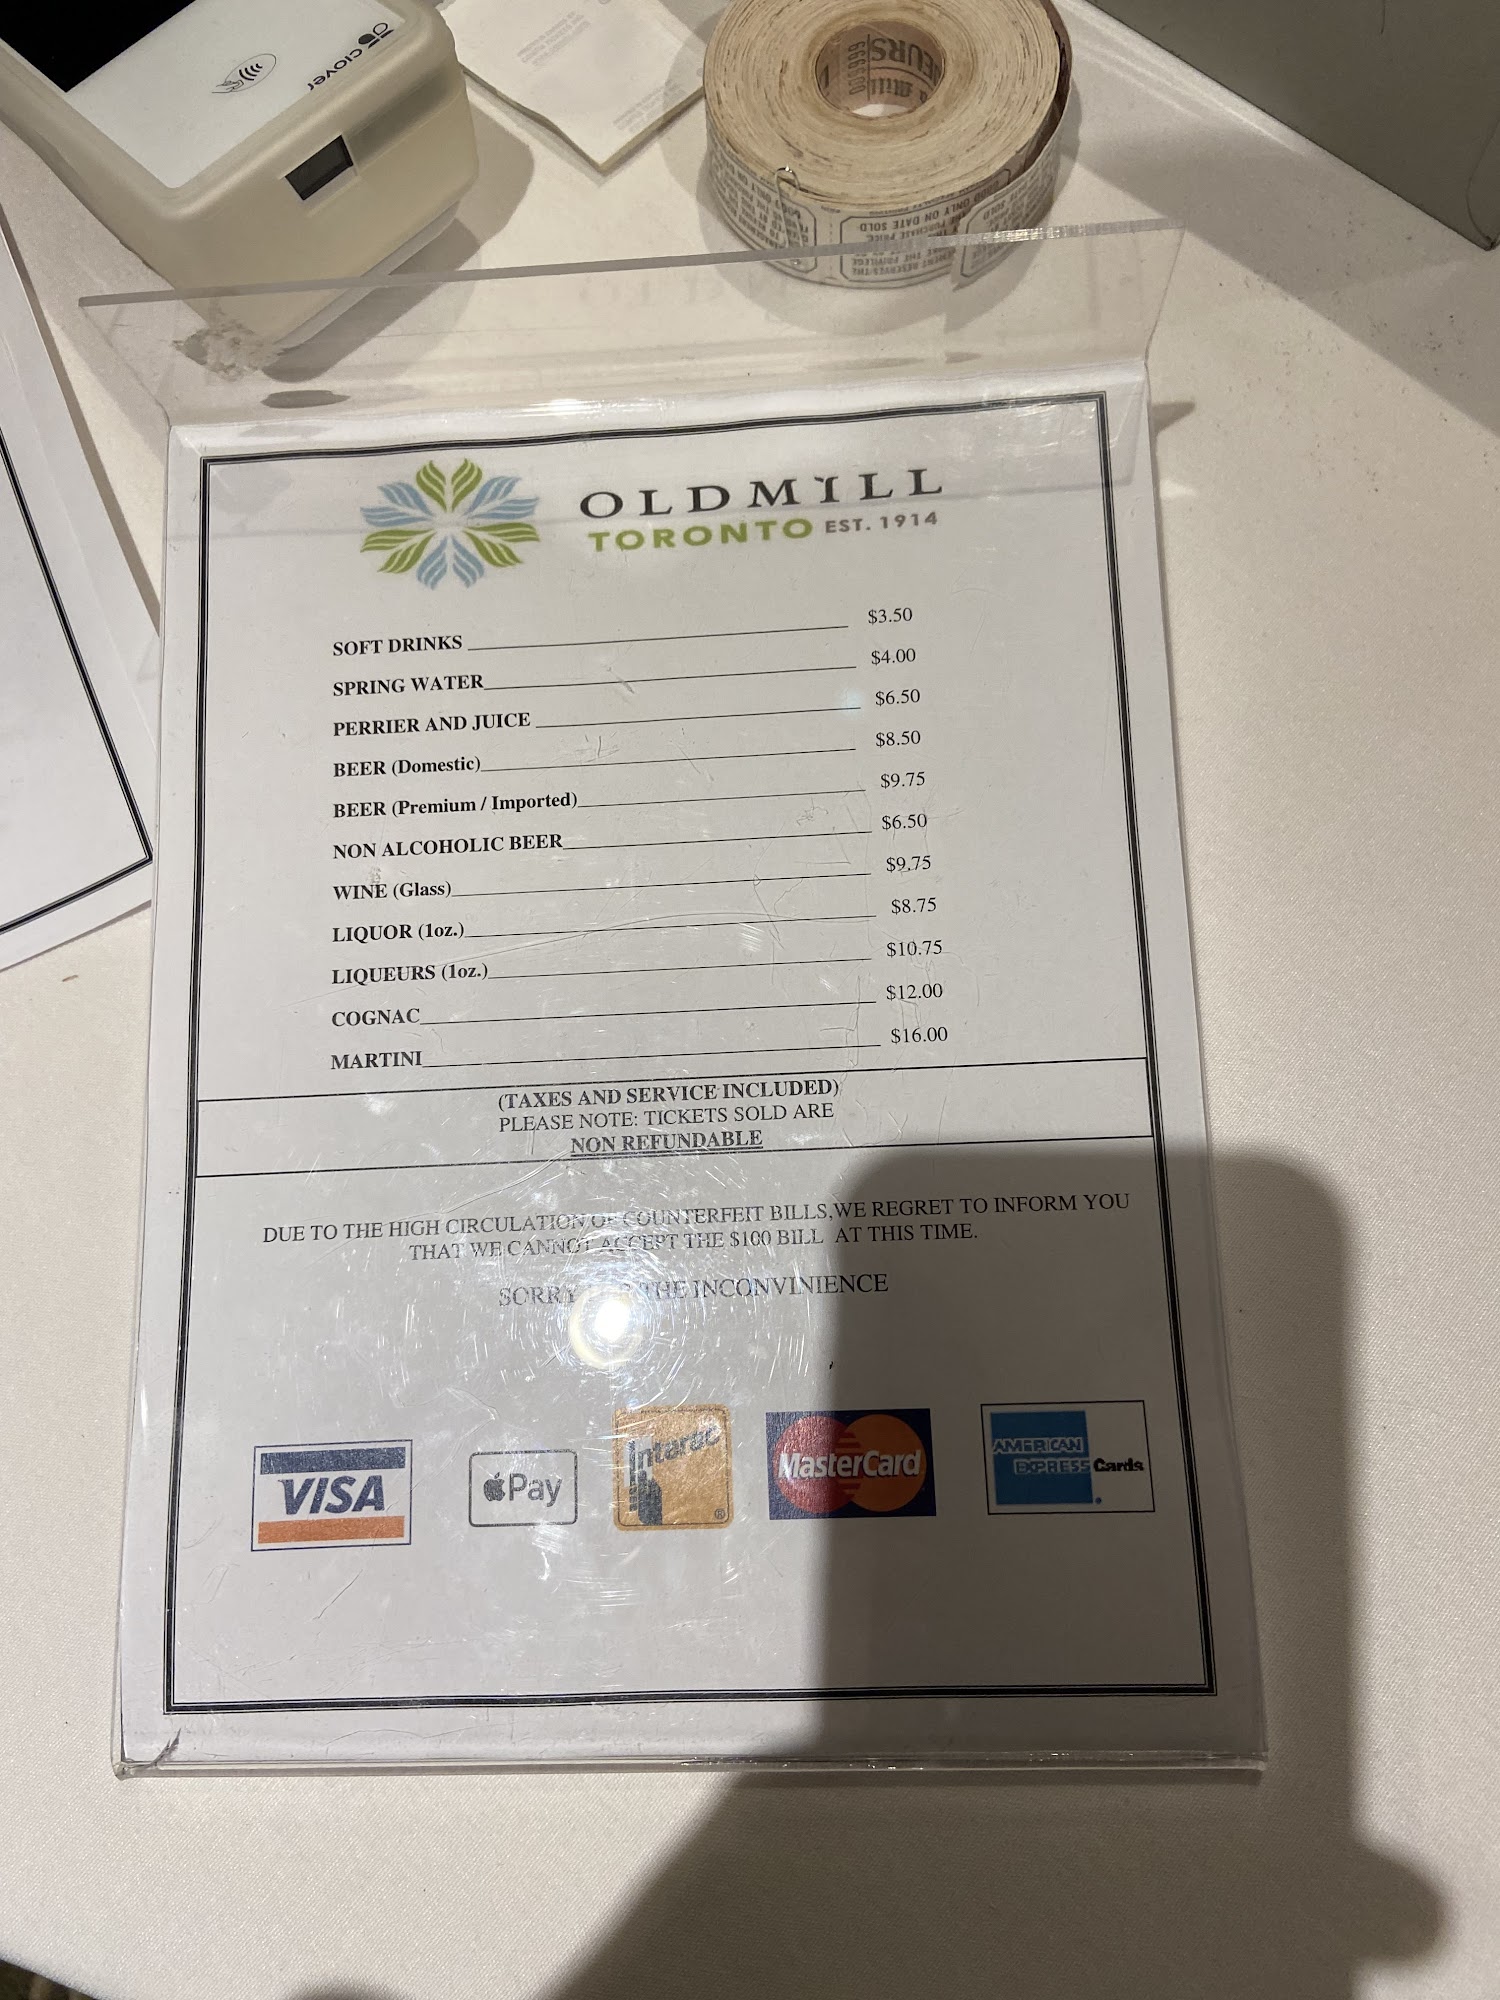 clover
EURS
OLD MILL
TORONTO EST. 1914
SOFT DRINKS $3.50
SPRING WATER $4.00
PERRIER AND JUICE $6.50
BEER (Domestic) $8.50
BEER (Premium / Imported) $9.75
NON ALCOHOLIC BEER $6.50
WINE (Glass) $9.75
LIQUOR (1oz.) $8.75
LIQUEURS (1oz.) $10.75
COGNAC $12.00
MARTINI $16.00
(TAXES AND SERVICE INCLUDED)
PLEASE NOTE: TICKETS SOLD ARE
NON REFUNDABLE
DUE TO THE HIGH CIRCULATION OF COUNTERFEIT BILLS,WE REGRET TO INFORM YOU
THAT WE CANNOT ACCEPT THE $100 BILL AT THIS TIME.
SORRY THE INCONVINIENCE
VISA
Pay
Interac ®
MasterCard
AMERICAN
EXPRESS Cards